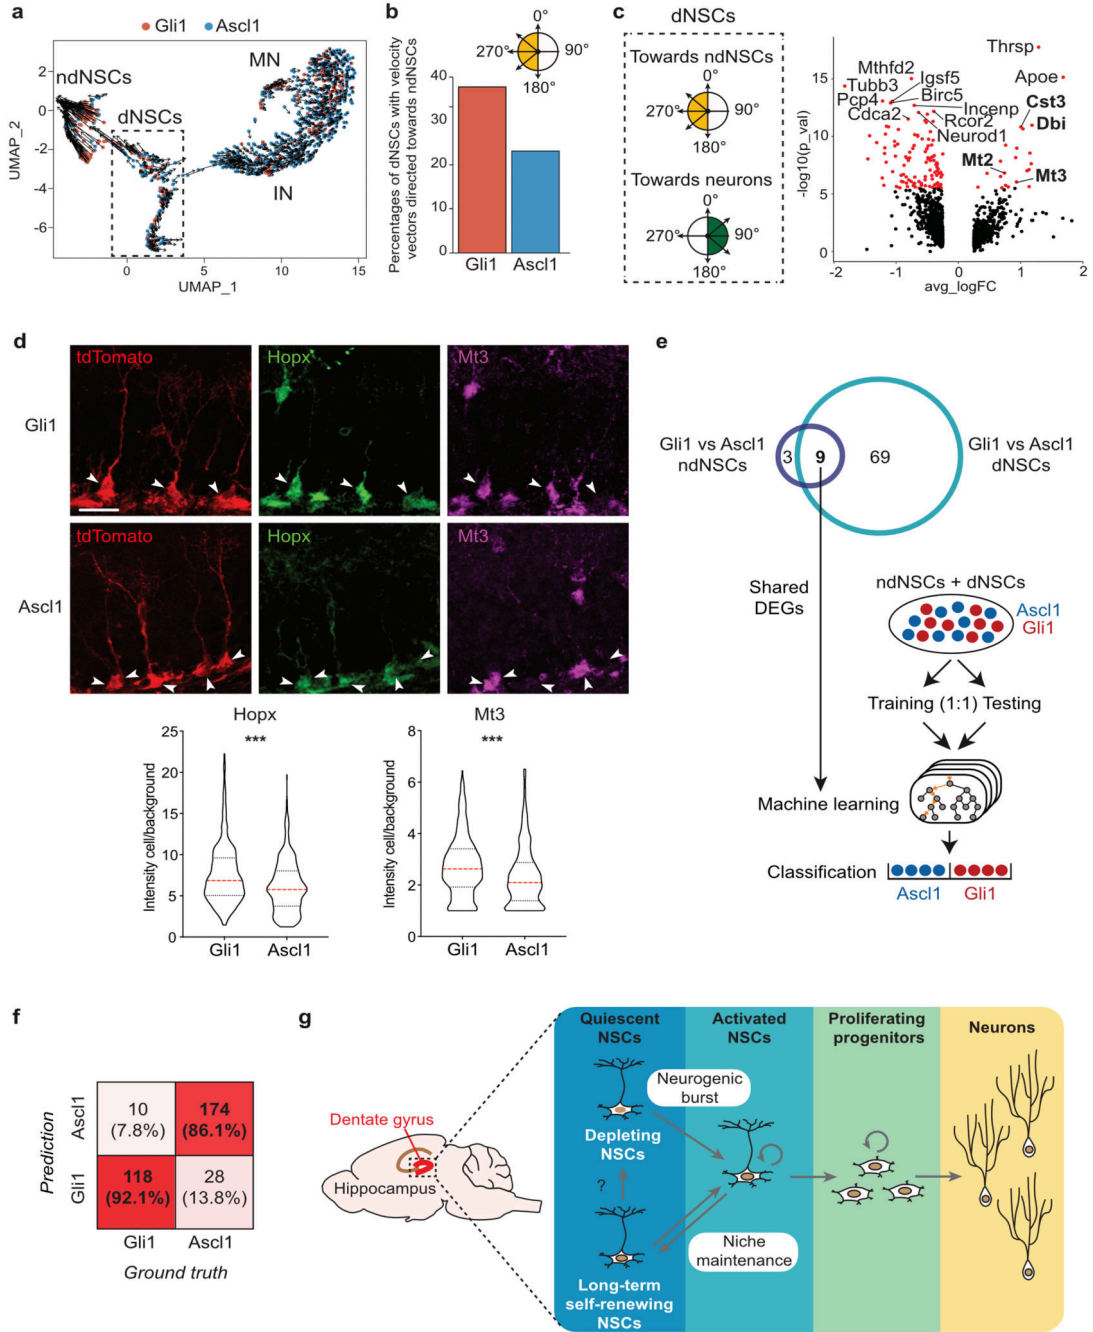 a
Gli1 Ascl1
UMAP_2
2
0
-2
-4
-6
ndNSCs
dNSCs
MN
IN
0 5 10 15
UMAP_1
b
Percentages of dNSCs with velocity
vectors directed towards ndNSCs
0°
270° 90°
180°
40
30
20
10
0
Gli1 Ascl1
c
dNSCs
Towards ndNSCs
0°
270° 90°
180°
Towards neurons
0°
270° 90°
180°
-log10(p_val)
15
10
5
0
Thrsp
Mthfd2 Igsf5 Apoe
Tubb3 Birc5 Cst3
Pcp4 Incenp
Cdca2 Rcor2 Dbi
Neurod1
Mt2
Mt3
-2 -1 0 1 2
avg_logFC
d
Gli1
tdTomato Hopx Mt3
Ascl1
tdTomato Hopx Mt3
Hopx
***
Intensity cell/background
25
20
15
10
5
0
Gli1 Ascl1
Mt3
***
Intensity cell/background
8
6
4
2
0
Gli1 Ascl1
e
Gli1 vs Ascl1
ndNSCs
3 9 69
Gli1 vs Ascl1
dNSCs
Shared
DEGs
ndNSCs + dNSCs
Ascl1
Gli1
Training (1:1) Testing
Machine learning
Classification
Ascl1 Gli1
f
Prediction
Ascl1
10
(7.8%)
174
(86.1%)
Gli1
118
(92.1%)
28
(13.8%)
Gli1 Ascl1
Ground truth
g
Dentate gyrus
Hippocampus
Quiescent
NSCs
Activated
NSCs
Proliferating
progenitors
Neurons
Neurogenic
burst
Depleting
NSCs
?
Niche
maintenance
Long-term
self-renewing
NSCs